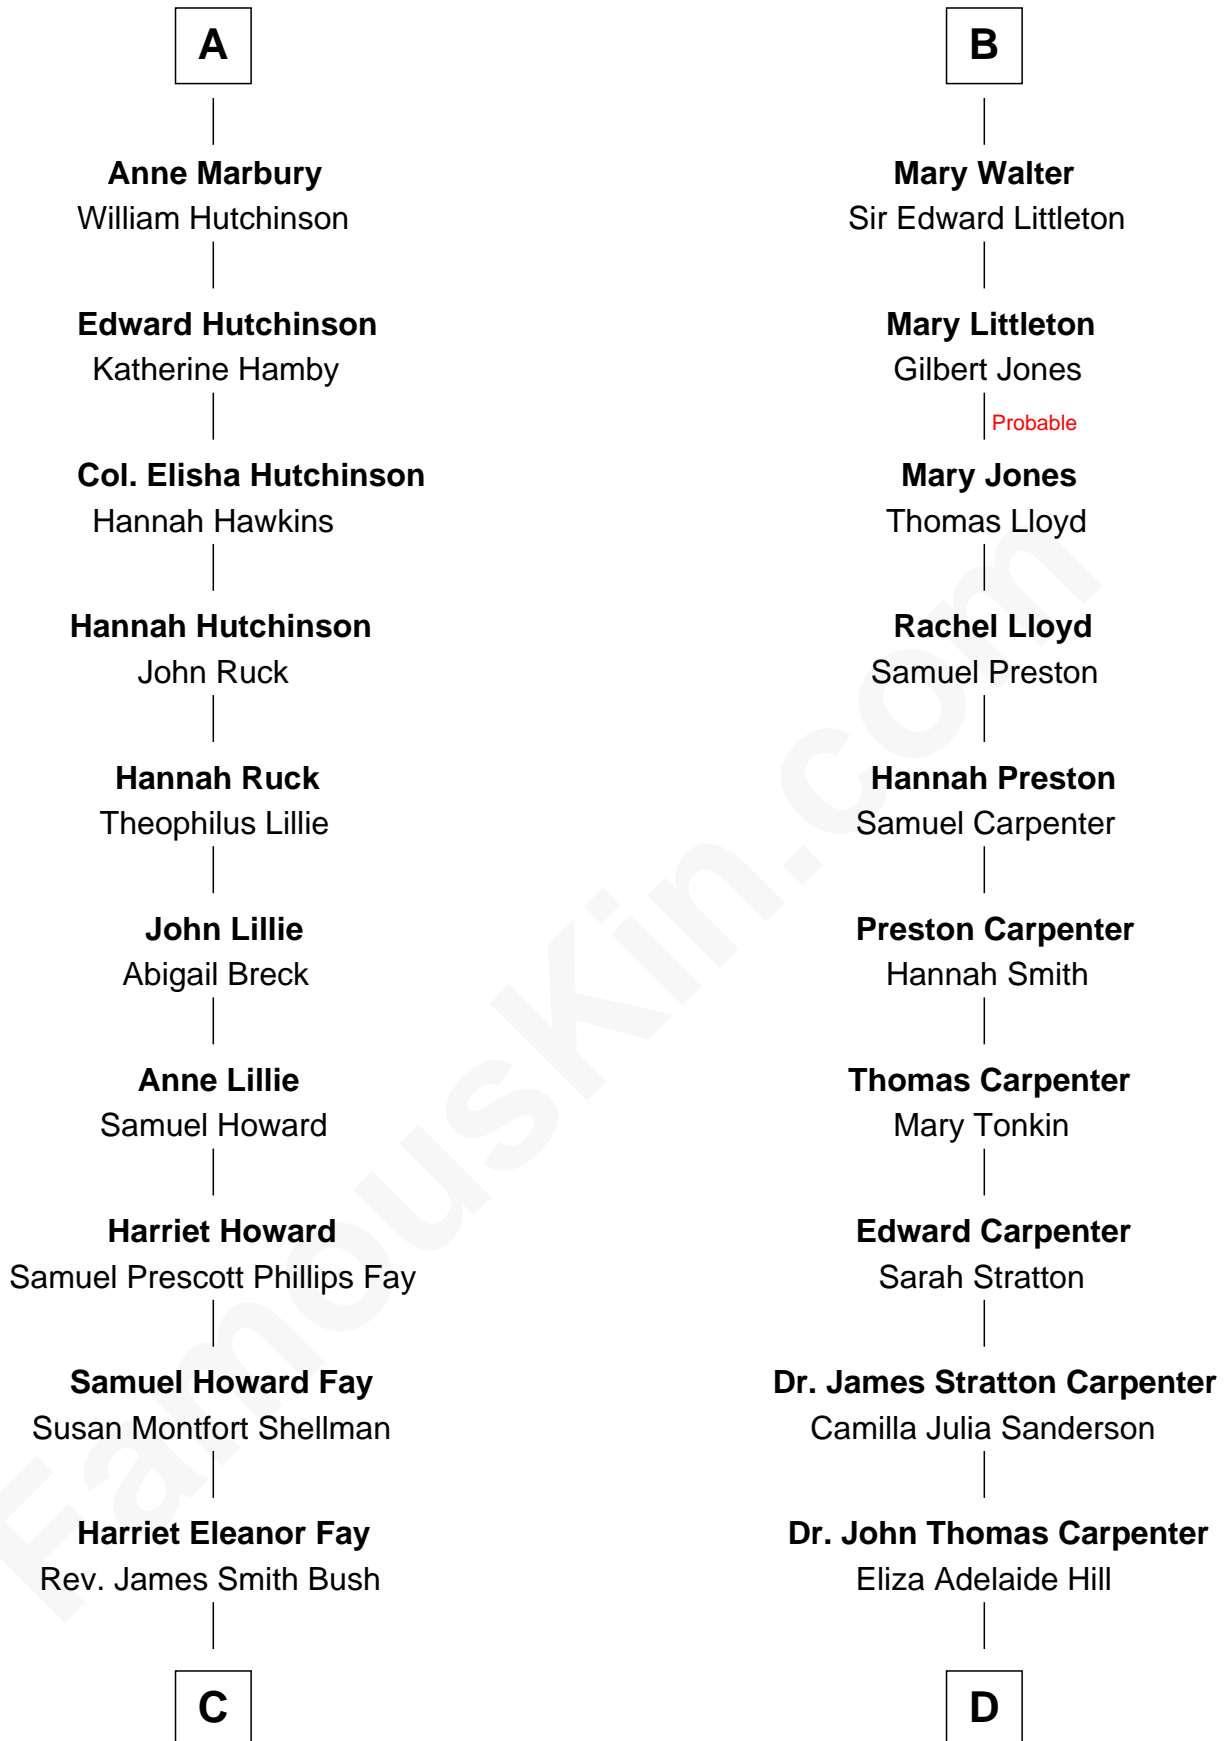 A
Anne Marbury
William Hutchinson
Edward Hutchinson
Katherine Hamby
Col. Elisha Hutchinson
Hannah Hawkins
Hannah Hutchinson
John Ruck
Hannah Ruck
Theophilus Lillie
John Lillie
Abigail Breck
Anne Lillie
Samuel Howard
Harriet Howard
Samuel Prescott Phillips Fay
Samuel Howard Fay
Susan Montfort Shellman
Harriet Eleanor Fay
Rev. James Smith Bush
C
B
Mary Walter
Sir Edward Littleton
Mary Littleton
Gilbert Jones
Probable
Mary Jones
Thomas Lloyd
Rachel Lloyd
Samuel Preston
Hannah Preston
Samuel Carpenter
Preston Carpenter
Hannah Smith
Thomas Carpenter
Mary Tonkin
Edward Carpenter
Sarah Stratton
Dr. James Stratton Carpenter
Camilla Julia Sanderson
Dr. John Thomas Carpenter
Eliza Adelaide Hill
D
FamousKin.com